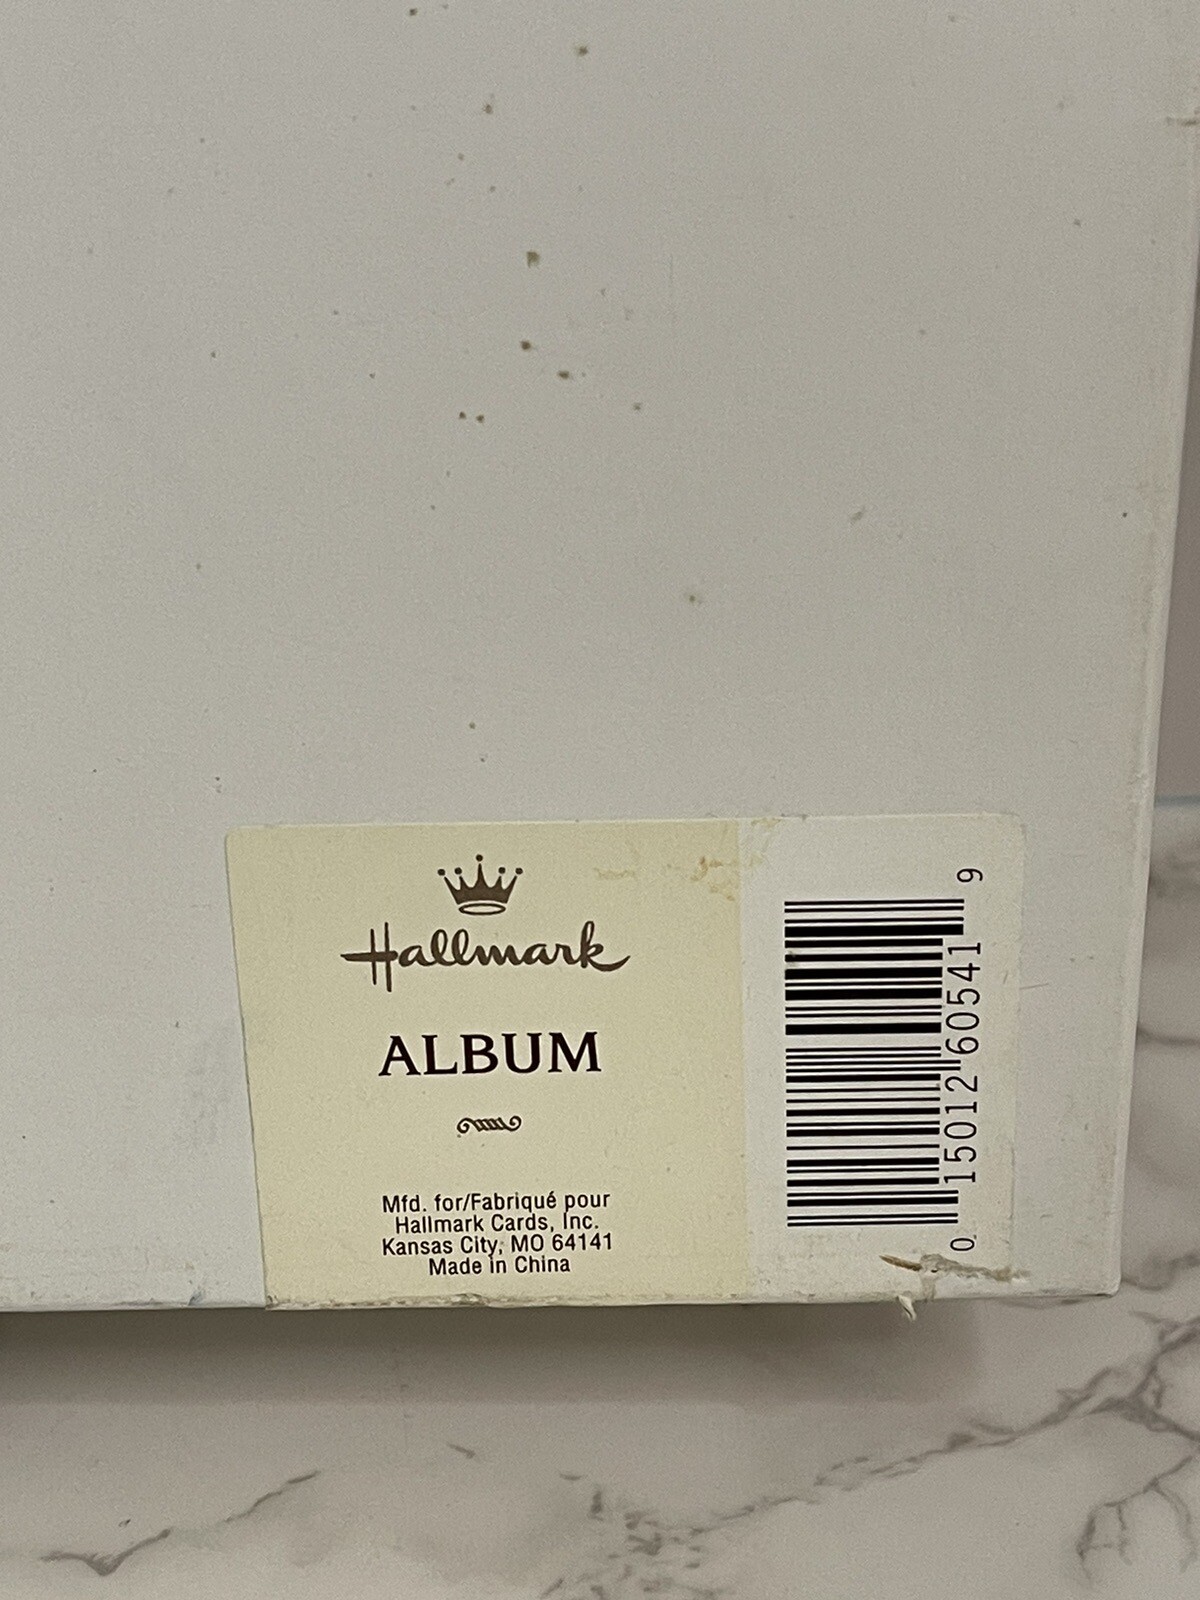 Hallmark
ALBUM
Mfd. for/Fabriqué pour
Hallmark Cards, Inc.
Kansas City, MO 64141
Made in China
0 15012 60541 9